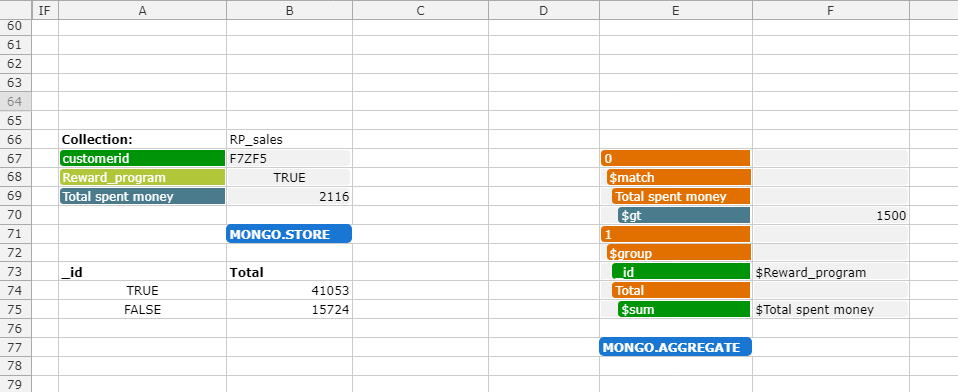 IF A B C D E F
60
61
62
63
64
65
66 Collection: RP_sales
67 customerid F7ZF5 0
68 Reward_program TRUE $match
69 Total spent money 2116 Total spent money
70 $gt 1500
71 MONGO.STORE 1
72 $group
73 _id Total _id $Reward_program
74 TRUE 41053 Total
75 FALSE 15724 $sum $Total spent money
76
77 MONGO.AGGREGATE
78
79